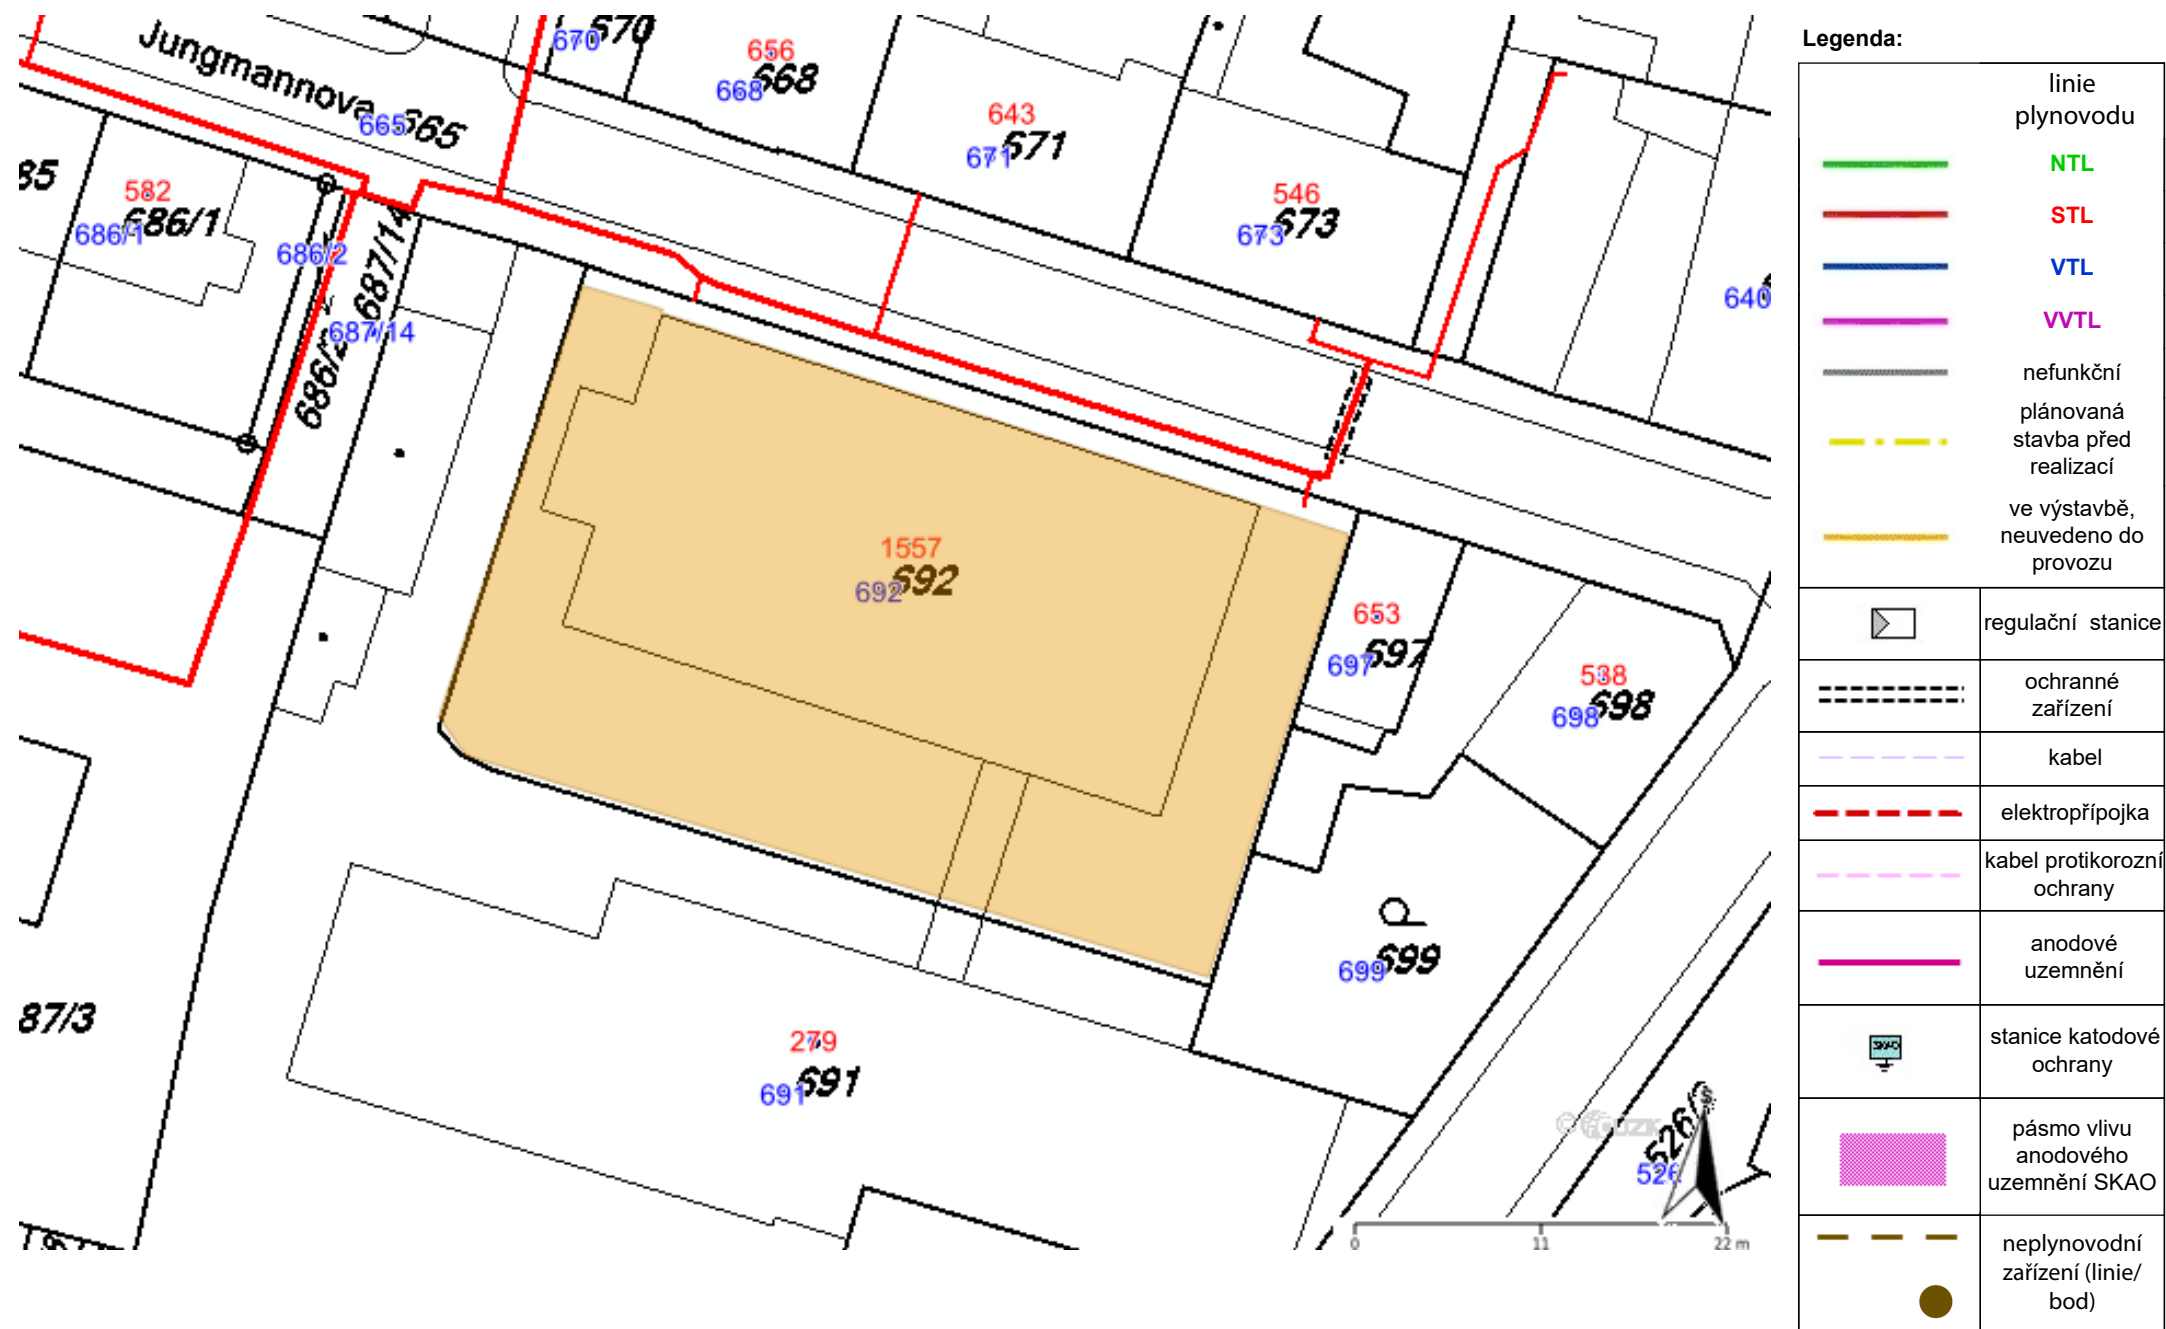 Jungmannova
665
665
670
670
656
668
668
643
671
671
546
673
673
640
85
582
686/1
686/1
686/2
687/14
687/14
1557
692
692
653
697
697
538
698
698
P
699
699
87/3
279
691
691
526
0
11
22 m
Legenda:
linie
plynovodu
NTL
STL
VTL
VVTL
nefunkční
plánovaná
stavba před
realizací
ve výstavbě,
neuvedeno do
provozu
regulační stanice
ochranné
zařízení
kabel
elektropřípojka
kabel protikorozní
ochrany
anodové
uzemnění
SKAO
stanice katodové
ochrany
pásmo vlivu
anodového
uzemnění SKAO
neplynovodní
zařízení (linie/
bod)